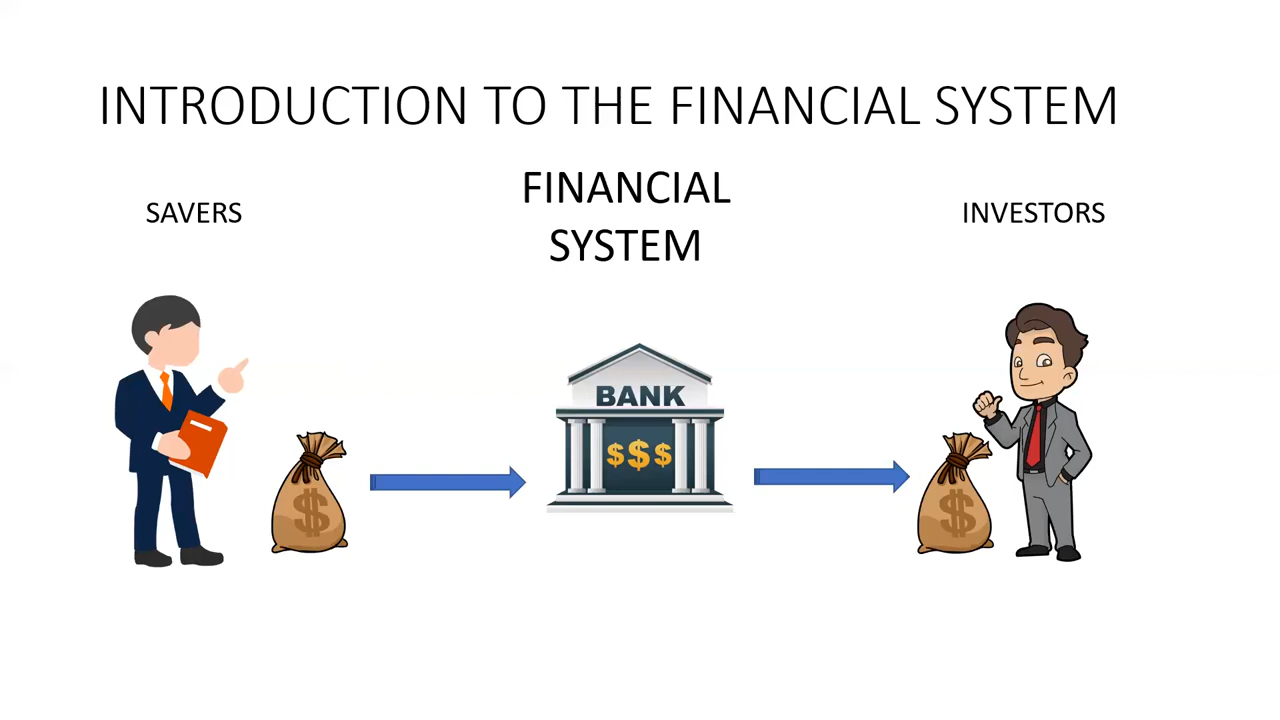 INTRODUCTION TO THE FINANCIAL SYSTEM
SAVERS
FINANCIAL
SYSTEM
INVESTORS
BANK
$$$
$
$